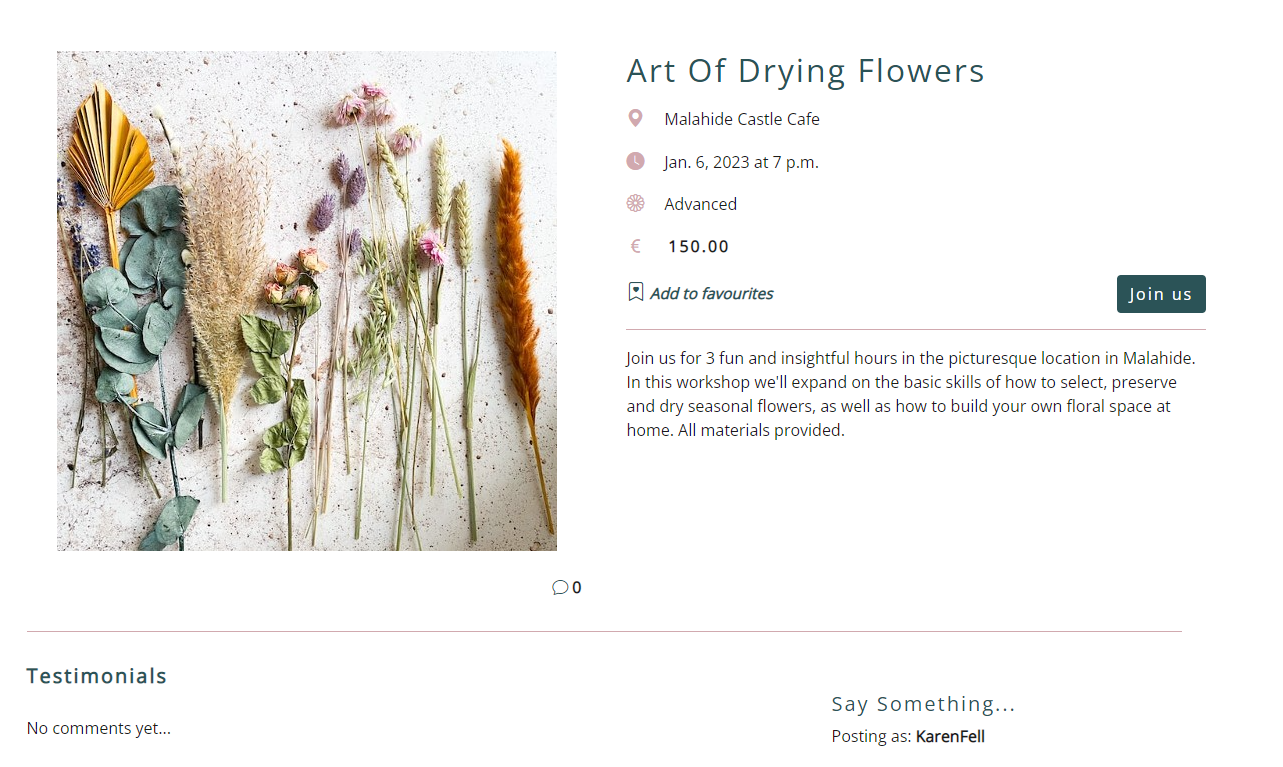 Art Of Drying Flowers
Malahide Castle Cafe
Jan. 6, 2023 at 7 p.m.
Advanced
€ 150.00
Add to favourites
Join us
Join us for 3 fun and insightful hours in the picturesque location in Malahide.
In this workshop we'll expand on the basic skills of how to select, preserve
and dry seasonal flowers, as well as how to build your own floral space at
home. All materials provided.
0
Testimonials
No comments yet...
Say Something...
Posting as: KarenFell